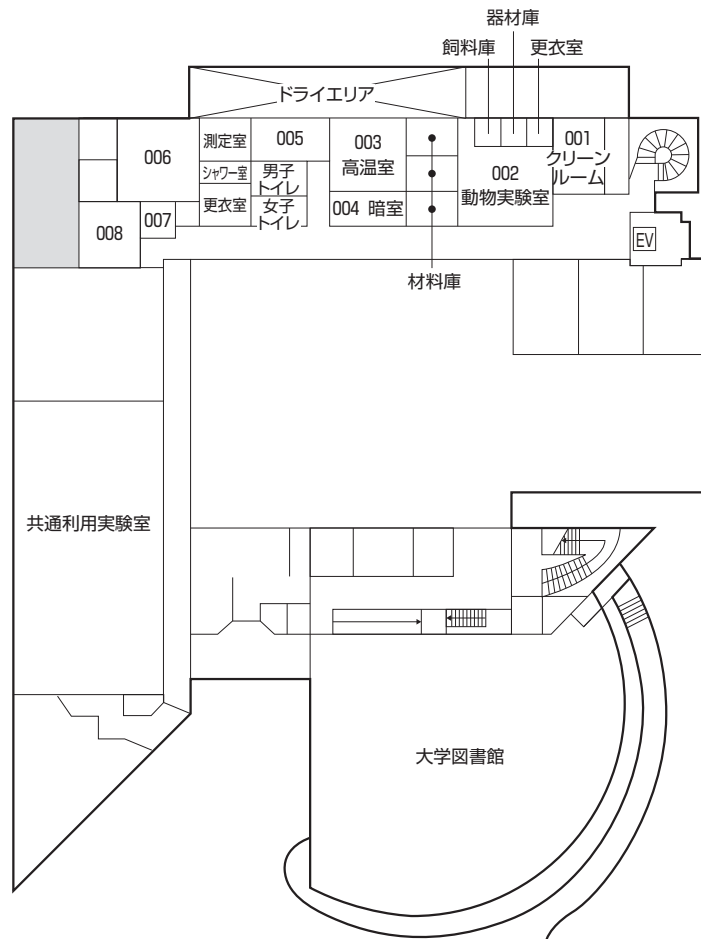 器材庫
飼料庫
更衣室
ドライエリア
006
測定室
シャワー室
更衣室
005
男子
トイレ
女子
トイレ
003
高温室
004 暗室
002
動物実験室
001
クリーン
ルーム
007
008
EV
材料庫
共通利用実験室
大学図書館